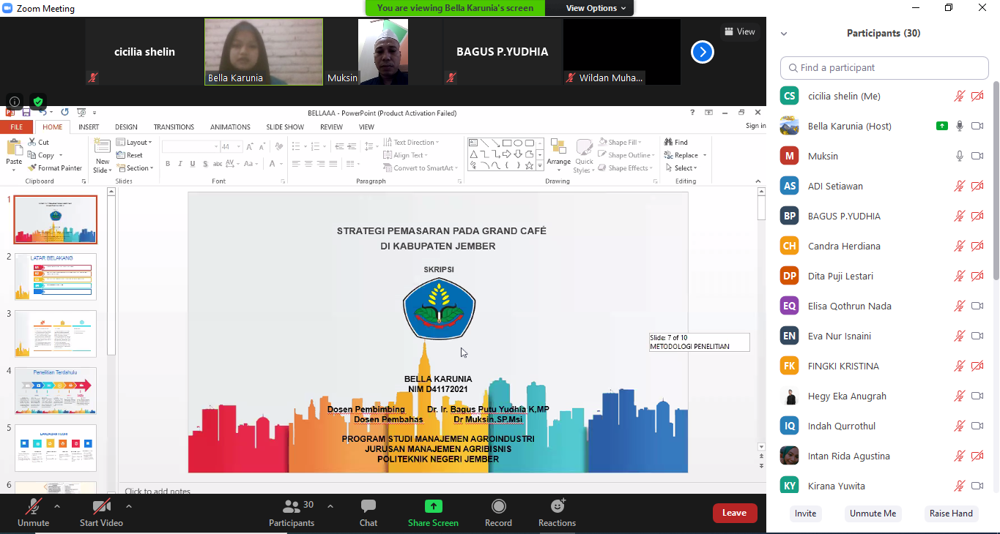 Zoom Meeting
You are viewing Bella Karunia's screen
View Options
cicilia shelin
Bella Karunia
Muksin
BAGUS P.YUDHIA
Wildan Muha...
View
BELLAAA - PowerPoint (Product Activation Failed)
FILE
HOME
INSERT
DESIGN
TRANSITIONS
ANIMATIONS
SLIDE SHOW
REVIEW
VIEW
Sign in
Paste
Cut
Copy
Format Painter
Clipboard
New
Slide
Layout
Reset
Section
Slides
44
B I U S abc AV Aa A
Font
Text Direction
Align Text
Convert to SmartArt
Paragraph
Arrange
Quick
Styles
Shape Fill
Shape Outline
Shape Effects
Drawing
Find
Replace
Select
Editing
1
2
LATAR BELAKANG
3
4
Penelitian Terdahulu
5
LANDASAN TEORI
6
STRATEGI PEMASARAN PADA GRAND CAFÉ
DI KABUPATEN JEMBER
SKRIPSI
BELLA KARUNIA
NIM D41172021
Dosen Pembimbing Dr. Ir. Bagus Putu Yudhia K,MP
Dosen Pembahas Dr Muksin.SP.Msi
PROGRAM STUDI MANAJEMEN AGROINDUSTRI
JURUSAN MANAJEMEN AGRIBISNIS
POLITEKNIK NEGERI JEMBER
Slide: 7 of 10
METODOLOGI PENELITIAN
Click to add notes
Unmute
Start Video
Participants
30
Chat
Share Screen
Record
Reactions
Leave
Participants (30)
Find a participant
CS cicilia shelin (Me)
Bella Karunia (Host)
M Muksin
AS ADI Setiawan
BP BAGUS P.YUDHIA
CH Candra Herdiana
DP Dita Puji Lestari
EQ Elisa Qothrun Nada
EN Eva Nur Isnaini
FK FINGKI KRISTINA
Hegy Eka Anugrah
IQ Indah Qurrothul
Intan Rida Agustina
KY Kirana Yuwita
Invite
Unmute Me
Raise Hand